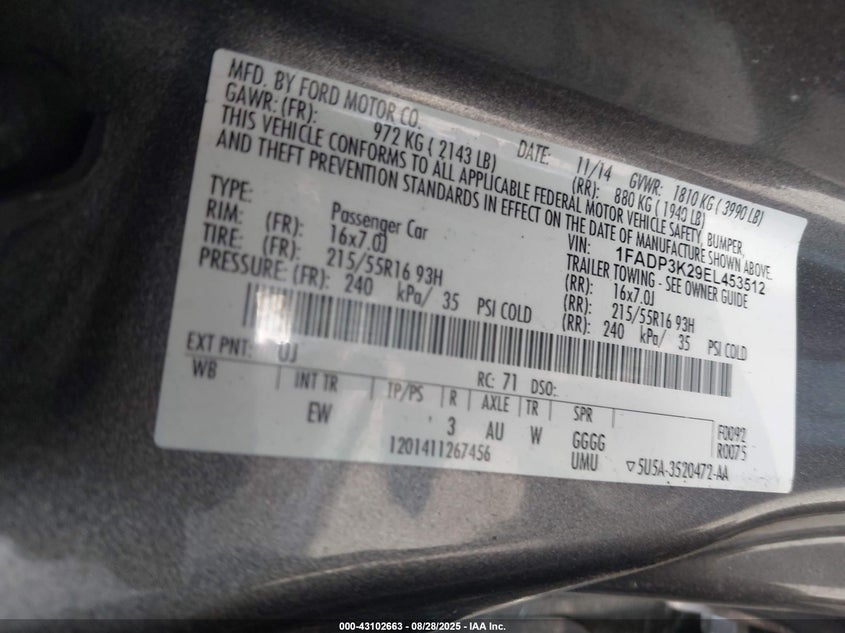 MFD. BY FORD MOTOR CO.
DATE: 11/14 GVWR: 1810 KG ( 3990 LB)
GAWR: (FR): 972 KG ( 2143 LB) (RR): 880 KG ( 1940 LB)
THIS VEHICLE CONFORMS TO ALL APPLICABLE FEDERAL MOTOR VEHICLE SAFETY, BUMPER,
AND THEFT PREVENTION STANDARDS IN EFFECT ON THE DATE OF MANUFACTURE SHOWN ABOVE.
VIN: 1FADP3K29EL453512
TYPE: Passenger Car TRAILER TOWING - SEE OWNER GUIDE
RIM: (FR): 16x7.0J (RR): 16x7.0J
TIRE: (FR): 215/55R16 93H (RR): 215/55R16 93H
PRESSURE: (FR): 240 kPa/ 35 PSI COLD (RR): 240 kPa/ 35 PSI COLD
EXT PNT: UJ RC: 71 DSO:
WB INT TR TP/PS R AXLE TR SPR
EW 3 AU W GGGG
F0092
R0075
1201411267456 UMU ▽5U5A-3520472-AA
000-43102663 - 08/28/2025 - IAA Inc.